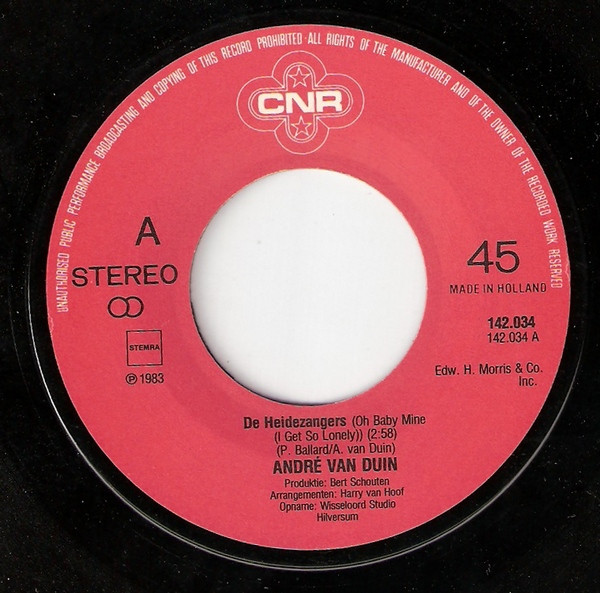 UNAUTHORISED PUBLIC PERFORMANCE BROADCASTING AND COPYING OF THIS RECORD PROHIBITED · ALL RIGHTS OF THE MANUFACTURER AND OF THE OWNER OF THE RECORDED WORK RESERVED
CNR
A
STEREO
45
MADE IN HOLLAND
STEMRA
℗ 1983
142.034
142.034 A
Edw. H. Morris & Co.
Inc.
De Heidezangers (Oh Baby Mine
(I Get So Lonely)) (2:58)
(P. Ballard/A. van Duin)
ANDRÉ VAN DUIN
Produktie: Bert Schouten
Arrangementen: Harry van Hoof
Opname: Wisseloord Studio
Hilversum